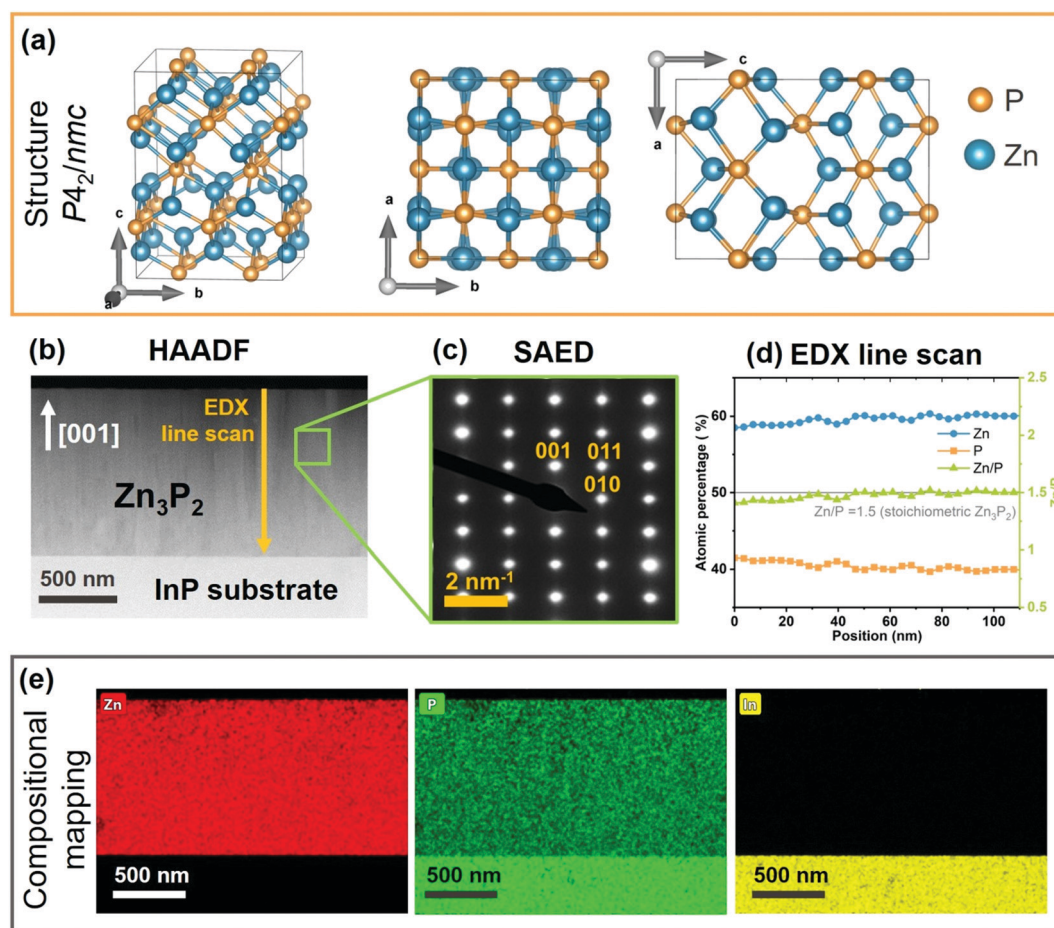 (a)
Structure
P4₂/nmc
c
b
a
a
b
c
a
P
Zn
(b)
HAADF
[001]
EDX
line scan
Zn₃P₂
500 nm
InP substrate
(c)
SAED
001
011
010
2 nm⁻¹
(d) EDX line scan
Atomic percentage ( %)
60
50
40
2.5
2
1.5
1
0.5
Zn
P
Zn/P
Zn/P =1.5 (stoichiometric Zn₃P₂)
0
20
40
60
80
100
Position (nm)
(e)
Compositional
mapping
Zn
500 nm
P
500 nm
In
500 nm